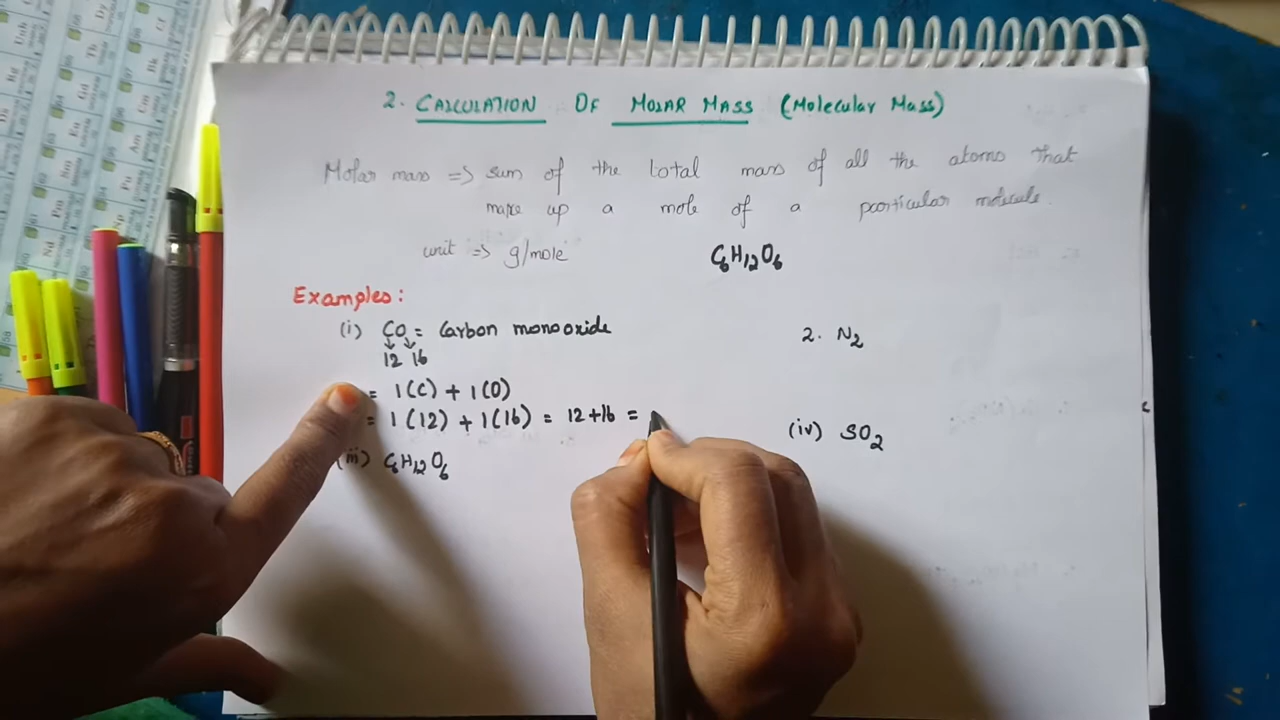 2. CALCULATION OF MOLAR MASS (Molecular Mass)
Molar mass => sum of the total mass of all the atoms that
make up a mole of a particular molecule.
unit => g/mole
C6H12O6
Examples:
(i) CO = Carbon monooxide
12 16
= 1(C) + 1(O)
= 1(12) + 1(16) = 12+16 =
2. N2
(iii) C6H12O6
(iv) SO2